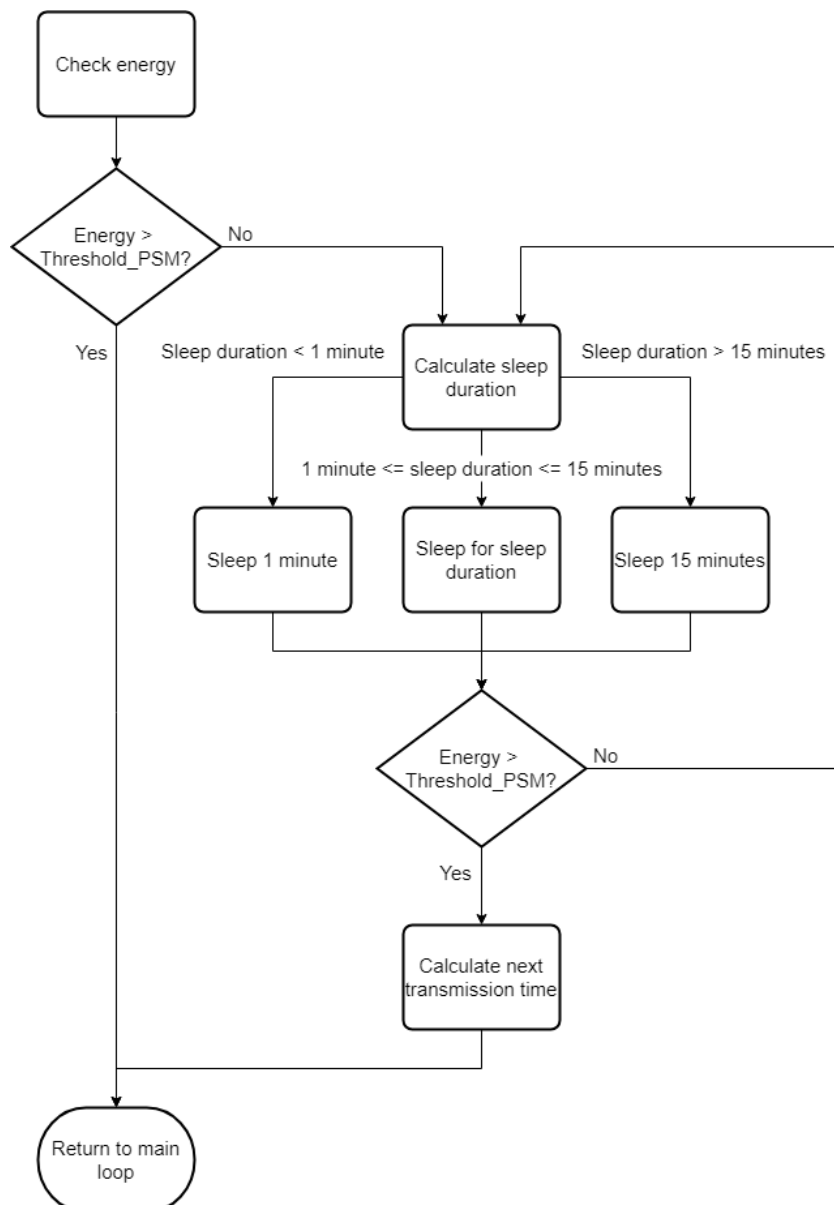 Check energy
Energy >
Threshold_PSM?
No
Yes
Sleep duration < 1 minute
Calculate sleep
duration
Sleep duration > 15 minutes
1 minute <= sleep duration <= 15 minutes
Sleep 1 minute
Sleep for sleep
duration
Sleep 15 minutes
Energy >
Threshold_PSM?
No
Yes
Calculate next
transmission time
Return to main
loop